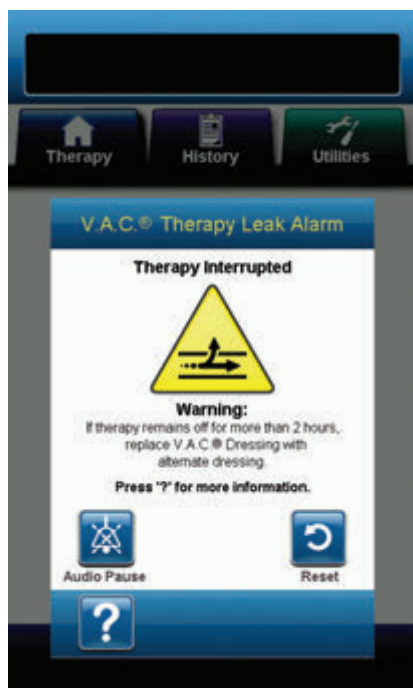 Therapy
History
Utilities
V.A.C.® Therapy Leak Alarm
Therapy Interrupted
Warning:
If therapy remains off for more than 2 hours,
replace V.A.C.® Dressing with
alternate dressing.
Press '?' for more information.
Audio Pause
Reset
?